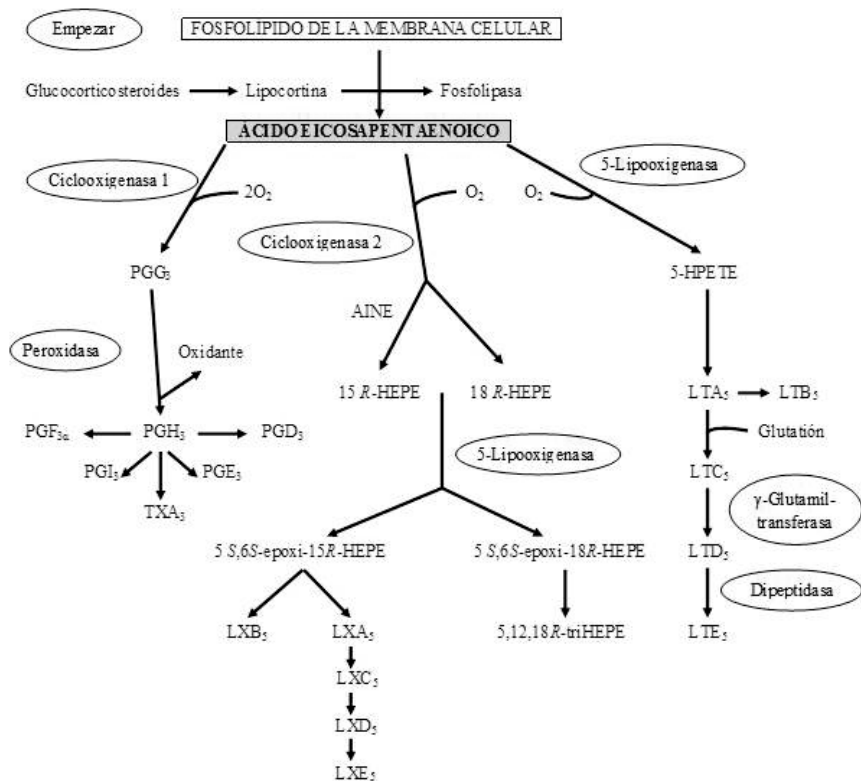 Empezar
FOSFOLIPIDO DE LA MEMBRANA CELULAR
Glucocorticosteroides
Lipocortina
Fosfolipasa
ÁCIDO EICOSAPENTAENOICO
Ciclooxigenasa 1
2O₂
O₂
O₂
5-Lipooxigenasa
Ciclooxigenasa 2
PGG₃
5-HPETE
AINE
Peroxidasa
Oxidante
15 R-HEPE
18 R-HEPE
LTA₅
LTB₅
PGF₃α
PGH₃
PGD₃
Glutatión
5-Lipooxigenasa
PGI₃
PGE₃
LTC₅
TXA₃
γ-Glutamil-
transferasa
5 S,6S-epoxi-15R-HEPE
5 S,6S-epoxi-18R-HEPE
LTD₅
Dipeptidasa
LXB₅
LXA₅
5,12,18R-triHEPE
LTE₅
LXC₅
LXD₅
LXE₅